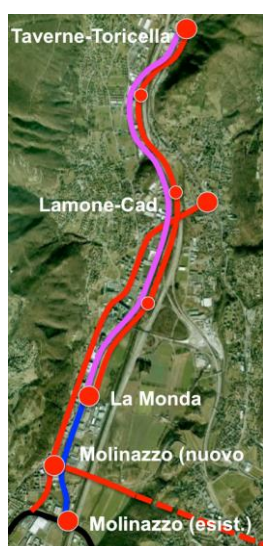 Taverne-Toricella
Lamone-Cad.
La Monda
Molinazzo (nuovo
Molinazzo (esist.)